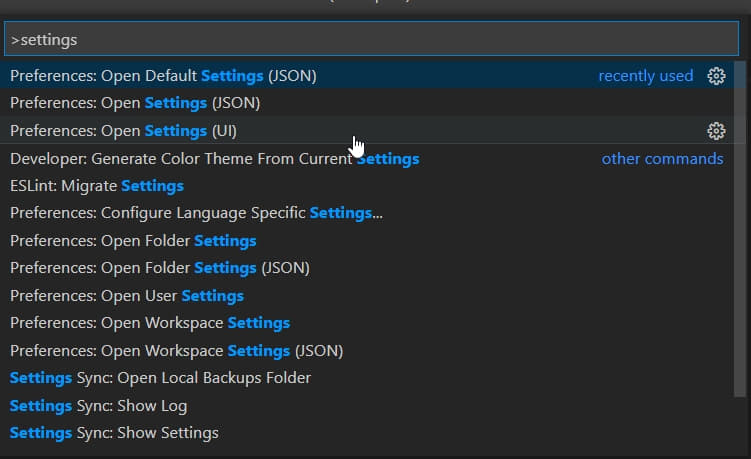 >settings
Preferences: Open Default Settings (JSON) recently used
Preferences: Open Settings (JSON)
Preferences: Open Settings (UI)
Developer: Generate Color Theme From Current Settings other commands
ESLint: Migrate Settings
Preferences: Configure Language Specific Settings...
Preferences: Open Folder Settings
Preferences: Open Folder Settings (JSON)
Preferences: Open User Settings
Preferences: Open Workspace Settings
Preferences: Open Workspace Settings (JSON)
Settings Sync: Open Local Backups Folder
Settings Sync: Show Log
Settings Sync: Show Settings